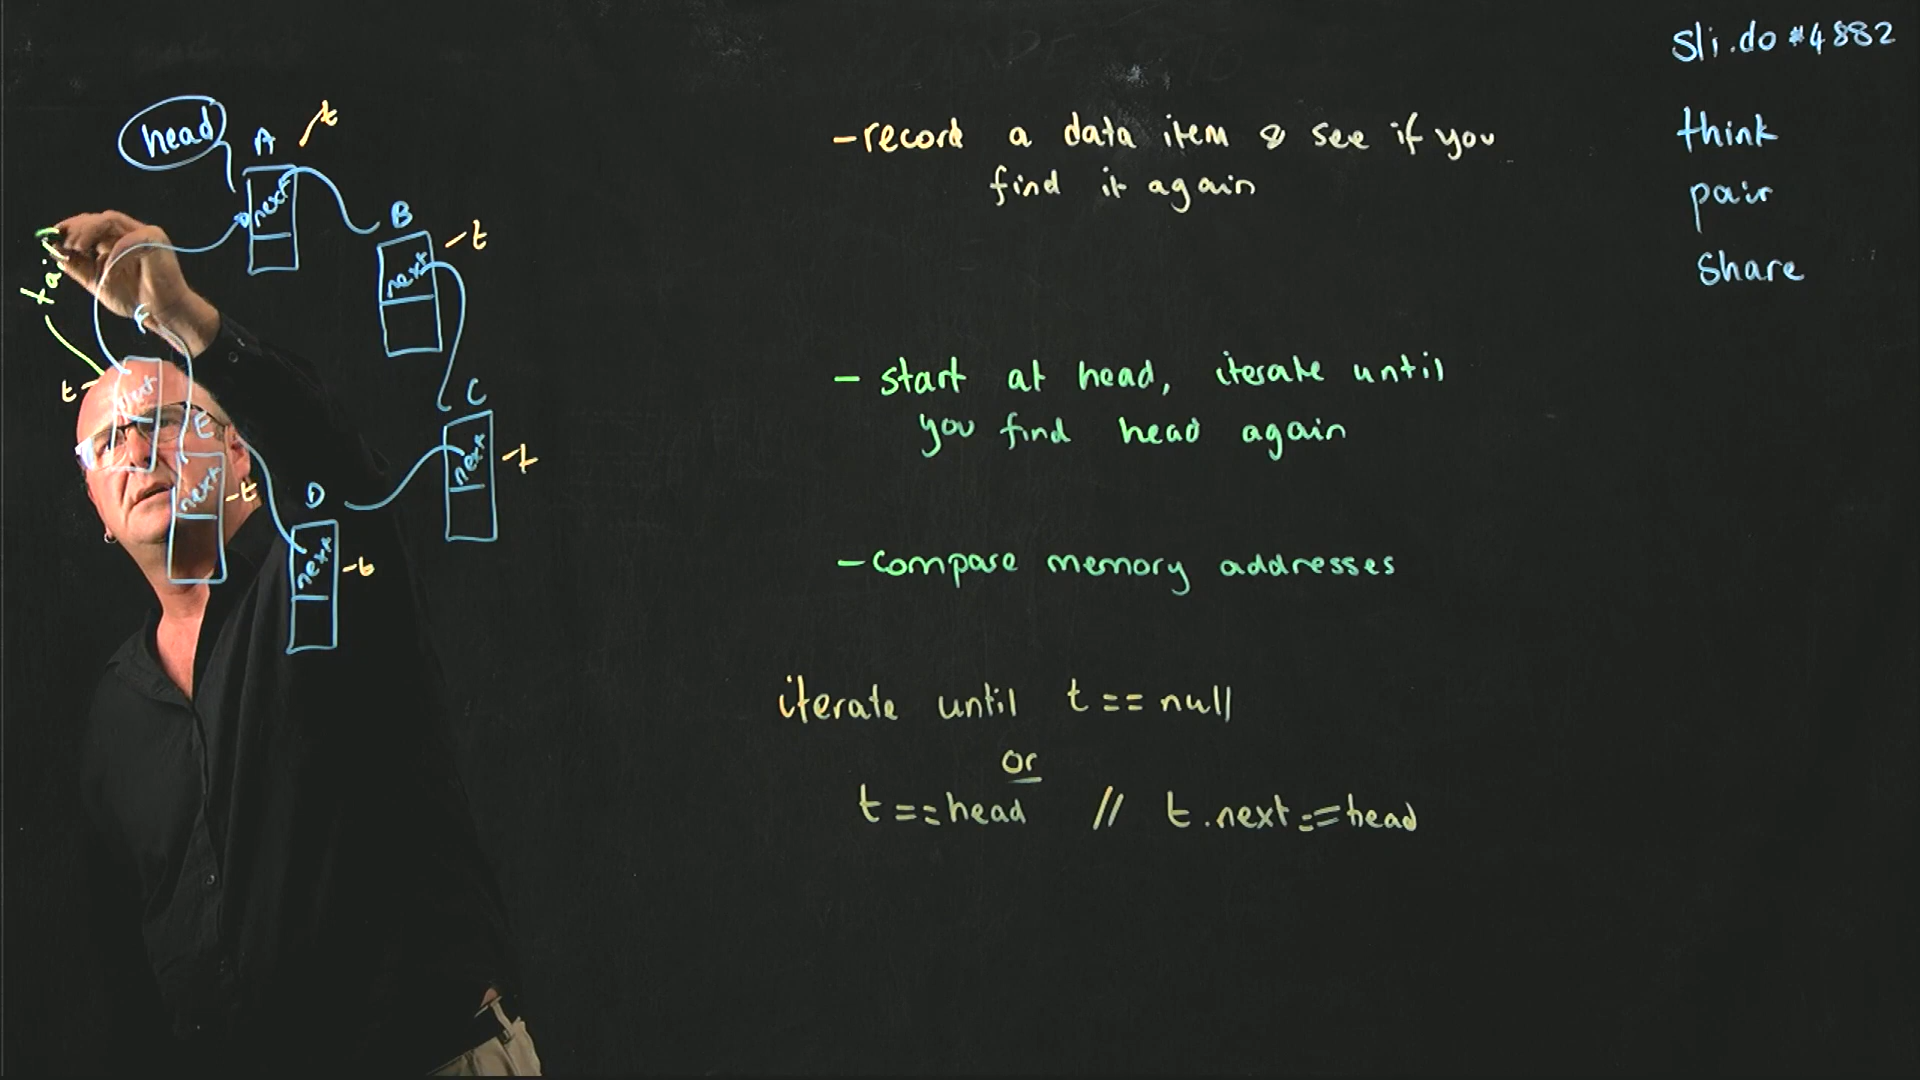 sli.do #4882
think
pair
share
head
A
t
next
B
t
next
C
t
next
D
t
next
E
t
next
F
t
next
tai
- record a data item & see if you
find it again
- start at head, iterate until
you find head again
- compare memory addresses
iterate until t == null
or
t == head // t.next == head